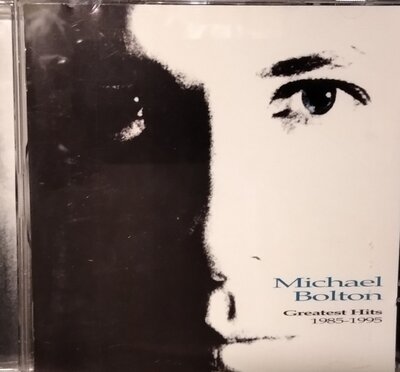 Michael
Bolton
Greatest Hits
1985-1995